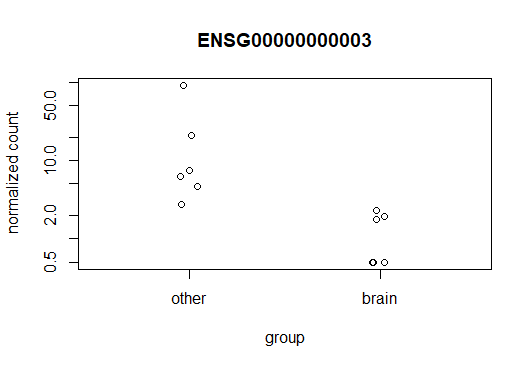 ENSG00000000003
normalized count
50.0
10.0
2.0
0.5
other
brain
group